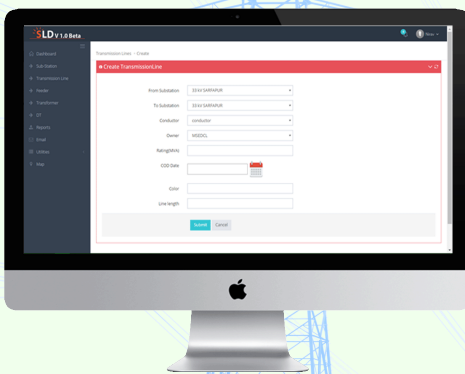 SLD V 1.0 Beta
Dashboard
Sub Station
Transmission Line
Feeder
Transformer
DT
Reports
Email
Utilities
Map
Transmission Lines - Create
Create TransmissionLine
From Substation
33 kV SARFAPUR
To Substation
33 kV SARFAPUR
Conductor
conductor
Owner
MSEDCL
Rating(MVA)
COD Date
Color
Line length
Submit
Cancel